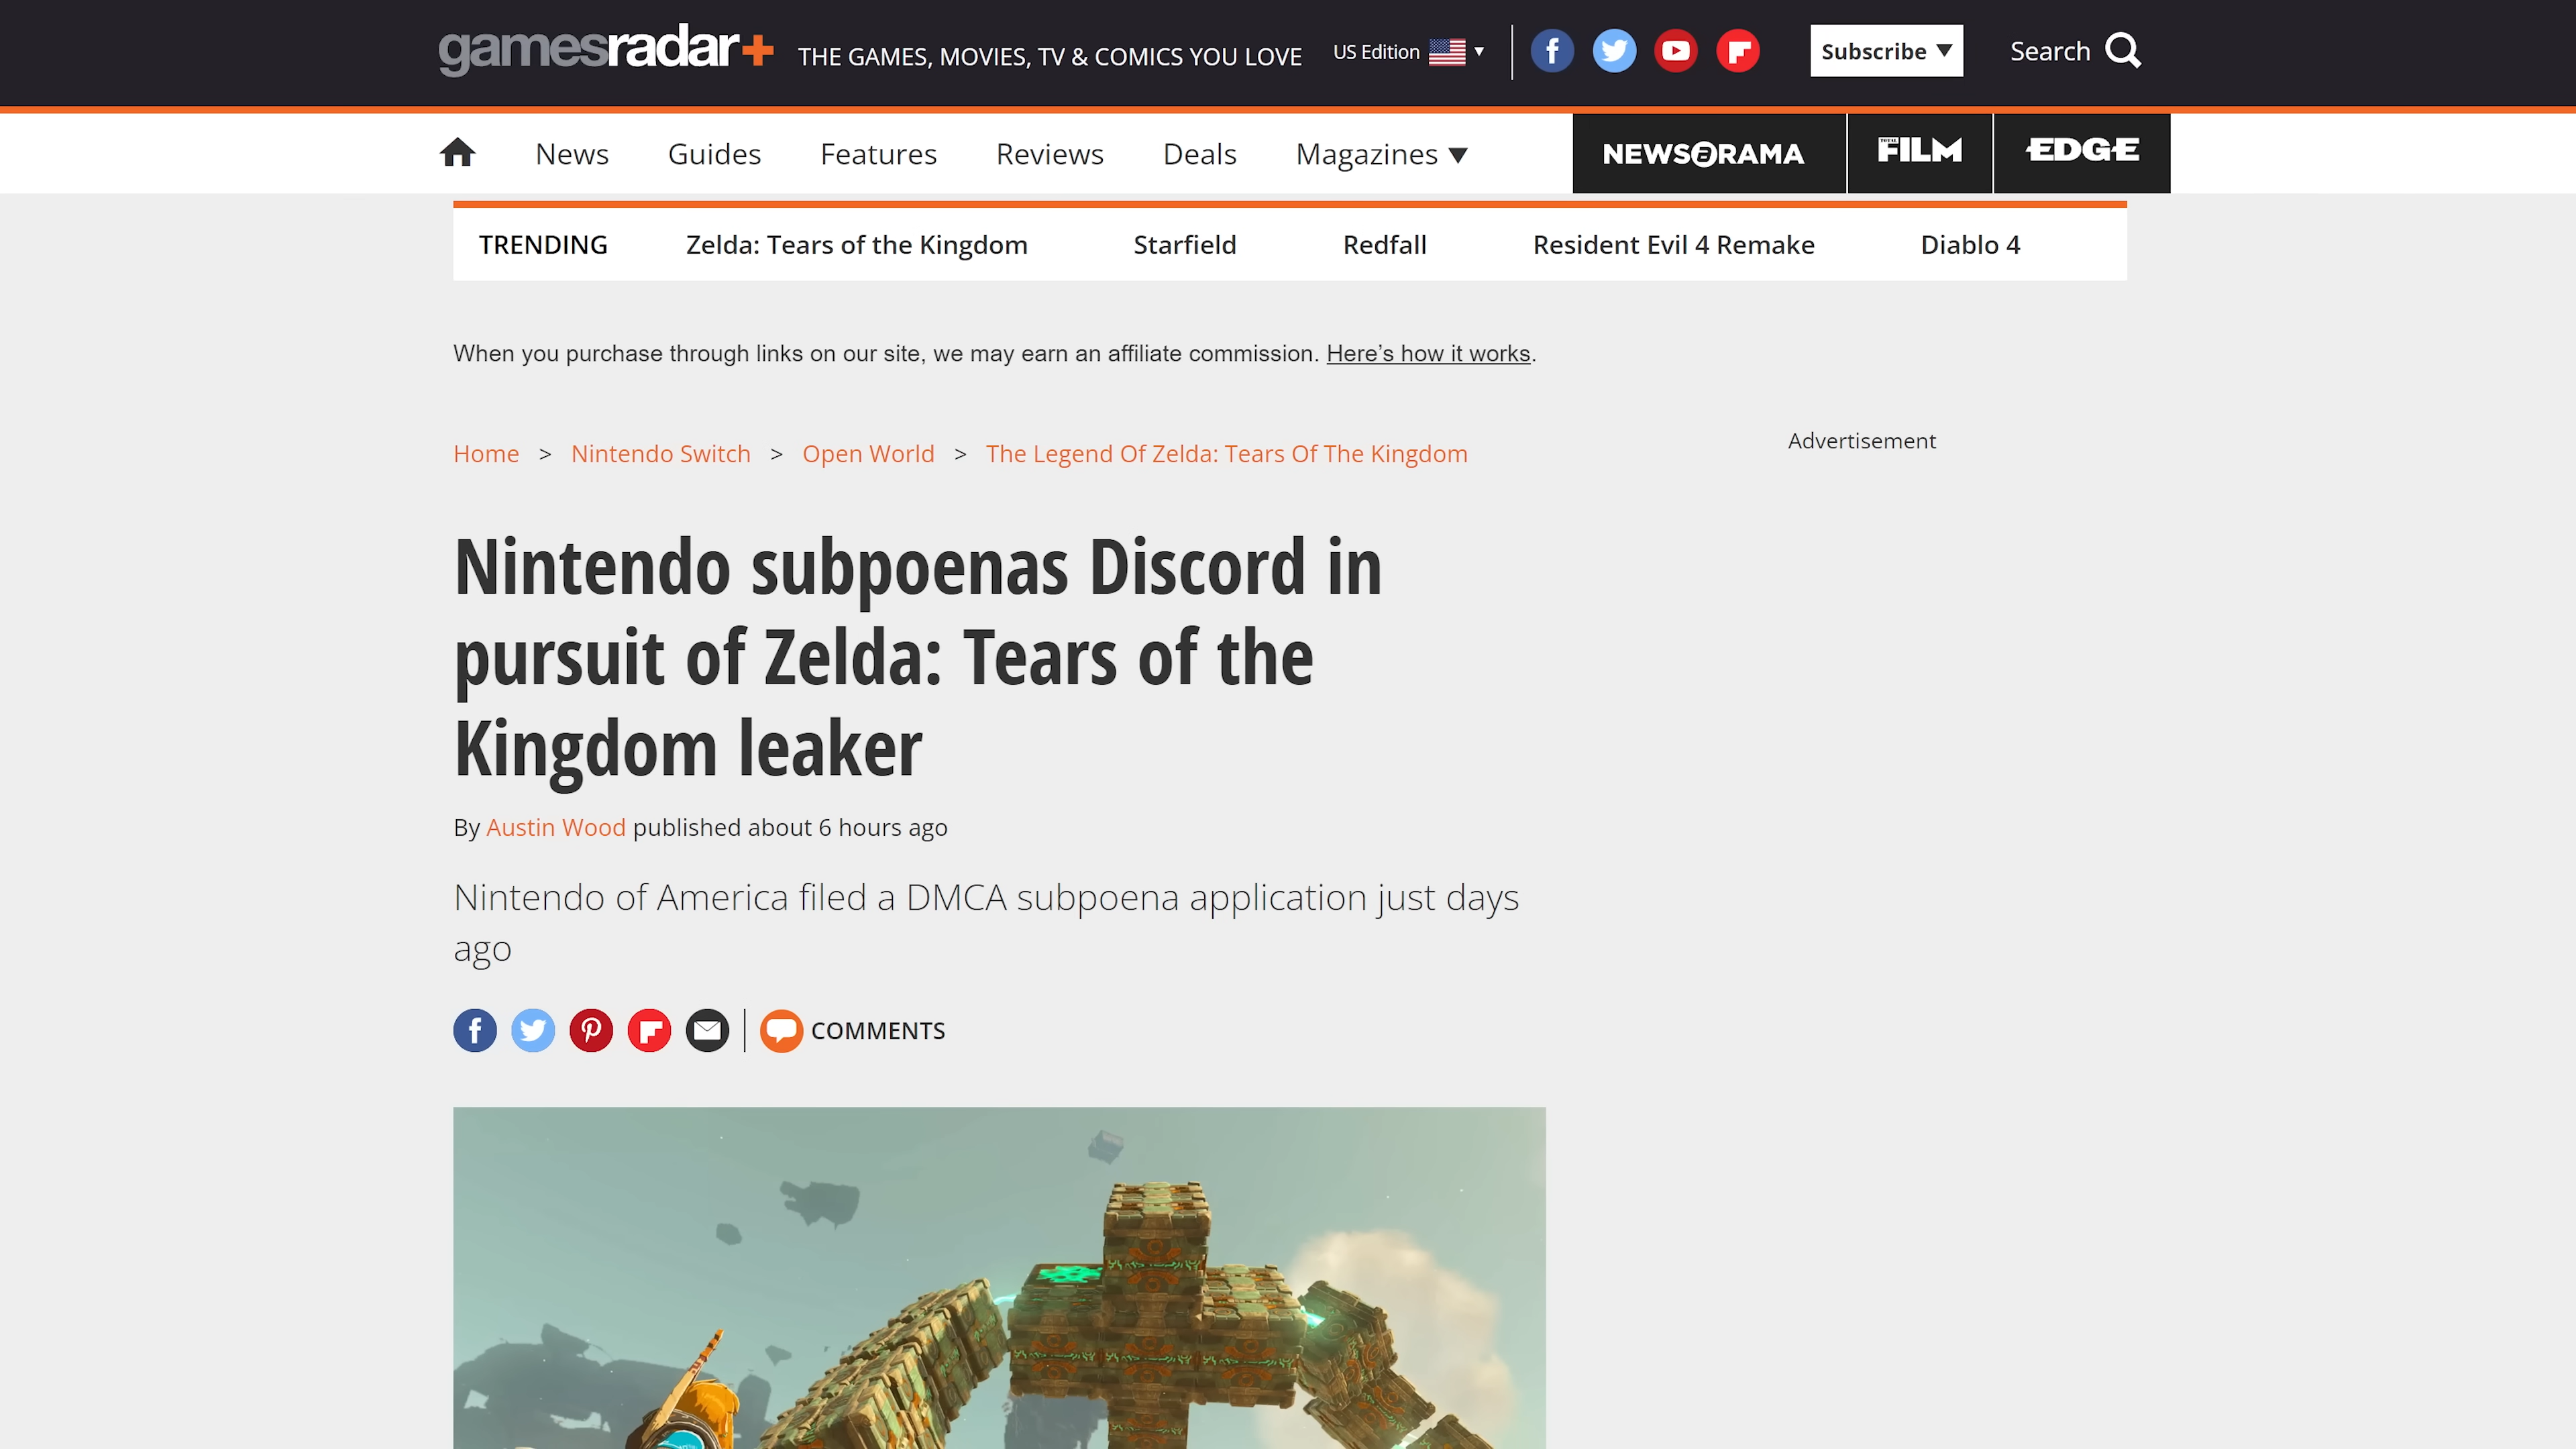 gamesradar+ THE GAMES, MOVIES, TV & COMICS YOU LOVE US Edition Subscribe Search
News Guides Features Reviews Deals Magazines NEWSARAMA TOTAL FILM EDGE
TRENDING Zelda: Tears of the Kingdom Starfield Redfall Resident Evil 4 Remake Diablo 4
When you purchase through links on our site, we may earn an affiliate commission. Here’s how it works.
Home > Nintendo Switch > Open World > The Legend Of Zelda: Tears Of The Kingdom
Advertisement
Nintendo subpoenas Discord in
pursuit of Zelda: Tears of the
Kingdom leaker
By Austin Wood published about 6 hours ago
Nintendo of America filed a DMCA subpoena application just days
ago
COMMENTS